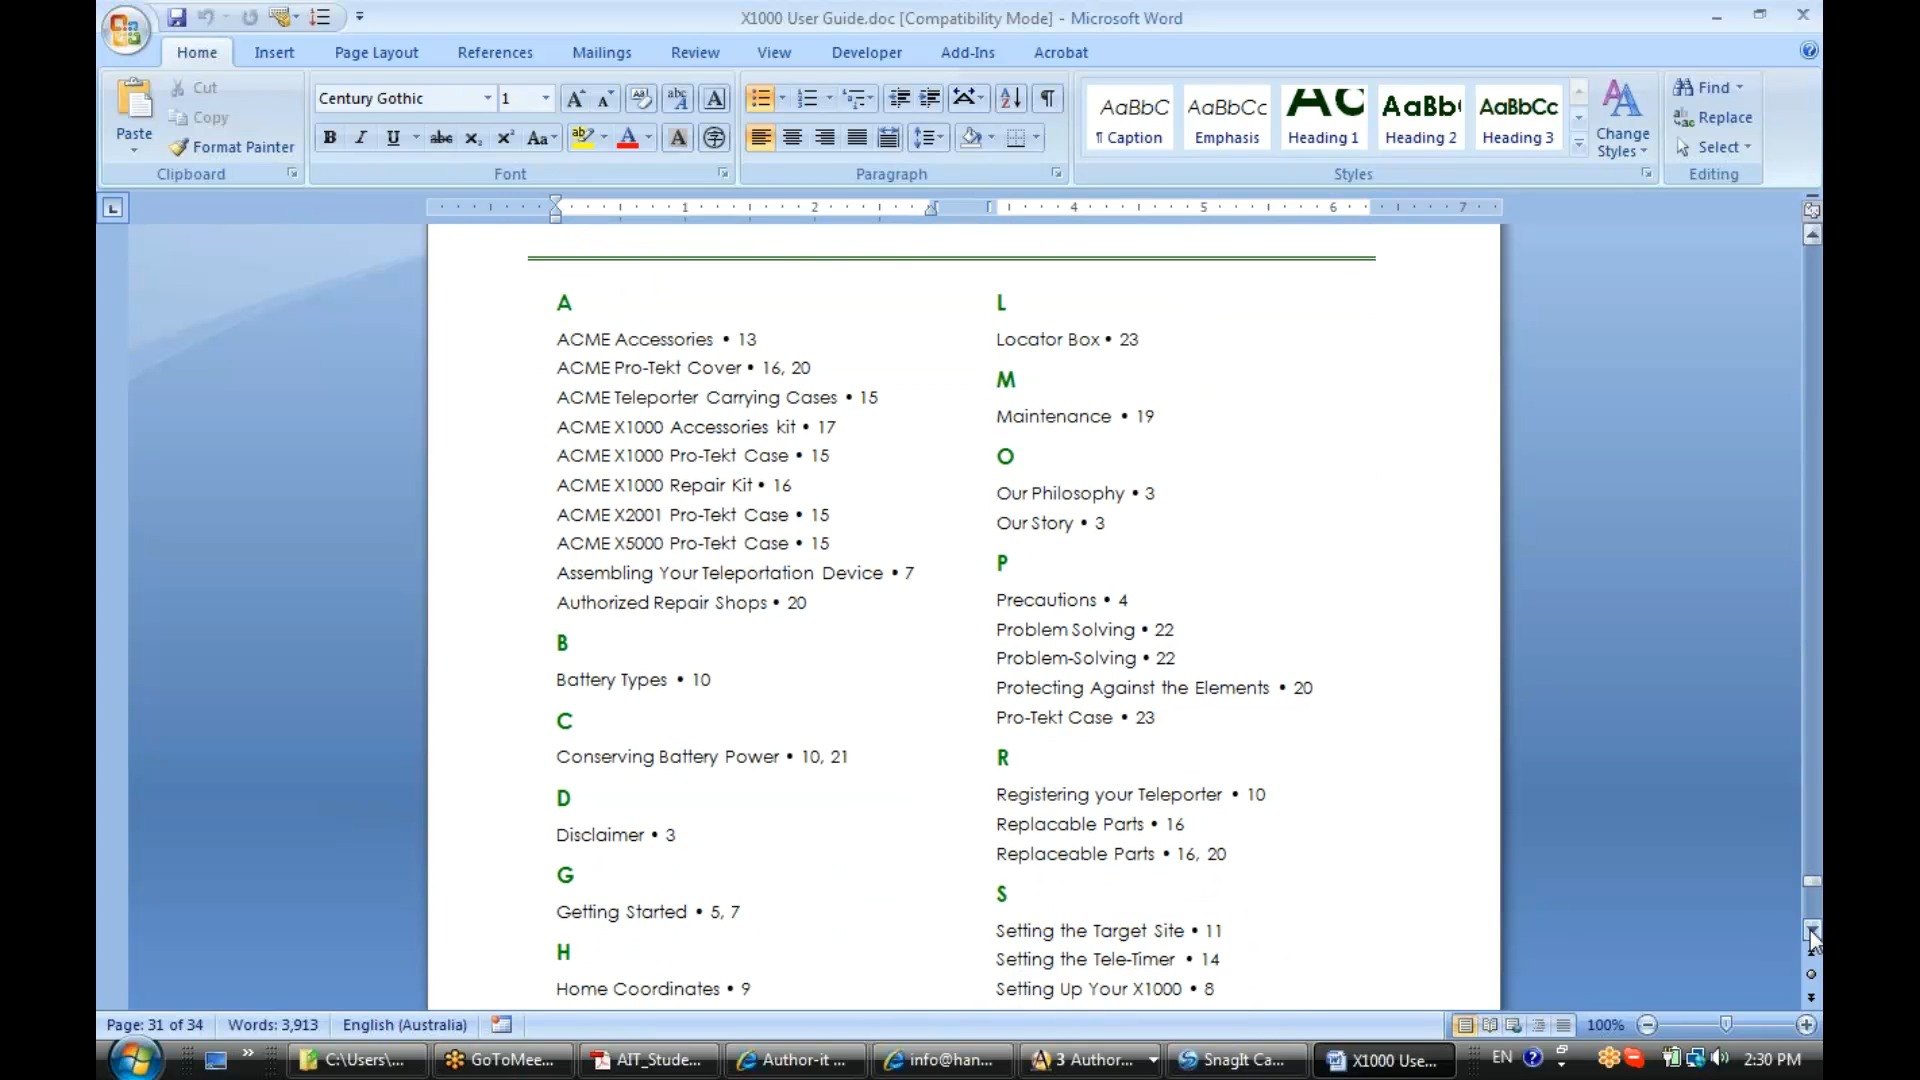 X1000 User Guide.doc [Compatibility Mode] - Microsoft Word
Home Insert Page Layout References Mailings Review View Developer Add-Ins Acrobat
Paste
Cut
Copy
Format Painter
Clipboard
Century Gothic 1
Font
Paragraph
AaBbC AaBbCc AC AaBb( AaBbCc
¶ Caption Emphasis Heading 1 Heading 2 Heading 3
Change Styles
Styles
Find
Replace
Select
Editing
1 2 4 5 6 7
A
ACME Accessories • 13
ACME Pro-Tekt Cover • 16, 20
ACME Teleporter Carrying Cases • 15
ACME X1000 Accessories kit • 17
ACME X1000 Pro-Tekt Case • 15
ACME X1000 Repair Kit • 16
ACME X2001 Pro-Tekt Case • 15
ACME X5000 Pro-Tekt Case • 15
Assembling Your Teleportation Device • 7
Authorized Repair Shops • 20
B
Battery Types • 10
C
Conserving Battery Power • 10, 21
D
Disclaimer • 3
G
Getting Started • 5, 7
H
Home Coordinates • 9
L
Locator Box • 23
M
Maintenance • 19
O
Our Philosophy • 3
Our Story • 3
P
Precautions • 4
Problem Solving • 22
Problem-Solving • 22
Protecting Against the Elements • 20
Pro-Tekt Case • 23
R
Registering your Teleporter • 10
Replacable Parts • 16
Replaceable Parts • 16, 20
S
Setting the Target Site • 11
Setting the Tele-Timer • 14
Setting Up Your X1000 • 8
Page: 31 of 34 Words: 3,913 English (Australia) 100%
C:\Users\... GoToMee... AIT_Stude... Author-it ... info@han... 3 Author... SnagIt Ca... X1000 Use... EN 2:30 PM